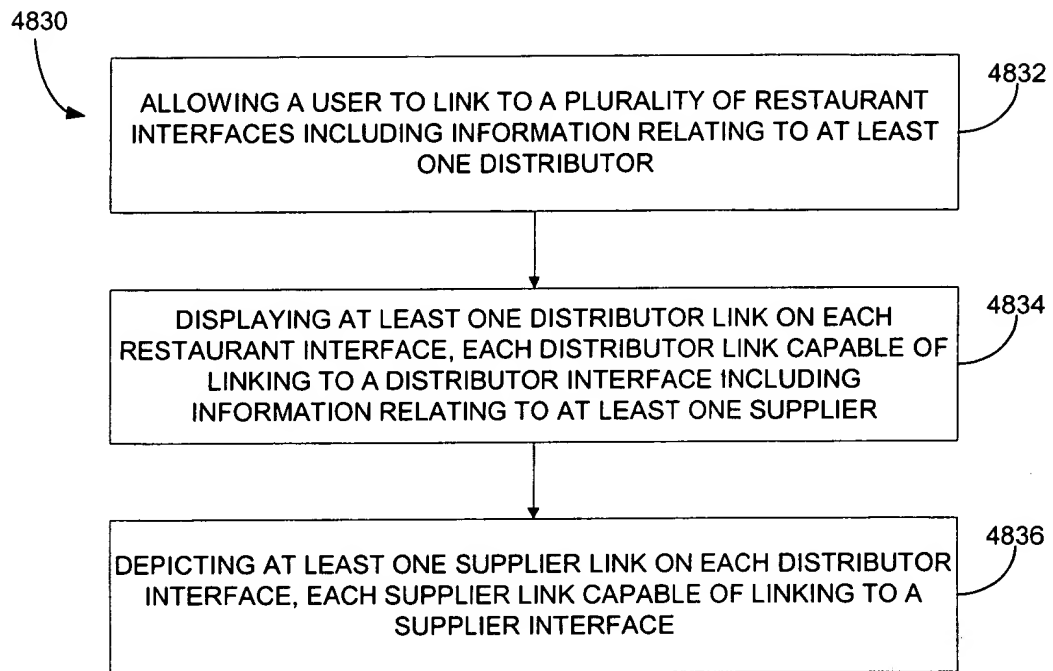 4830
4832
ALLOWING A USER TO LINK TO A PLURALITY OF RESTAURANT
INTERFACES INCLUDING INFORMATION RELATING TO AT LEAST
ONE DISTRIBUTOR
4834
DISPLAYING AT LEAST ONE DISTRIBUTOR LINK ON EACH
RESTAURANT INTERFACE, EACH DISTRIBUTOR LINK CAPABLE OF
LINKING TO A DISTRIBUTOR INTERFACE INCLUDING
INFORMATION RELATING TO AT LEAST ONE SUPPLIER
4836
DEPICTING AT LEAST ONE SUPPLIER LINK ON EACH DISTRIBUTOR
INTERFACE, EACH SUPPLIER LINK CAPABLE OF LINKING TO A
SUPPLIER INTERFACE